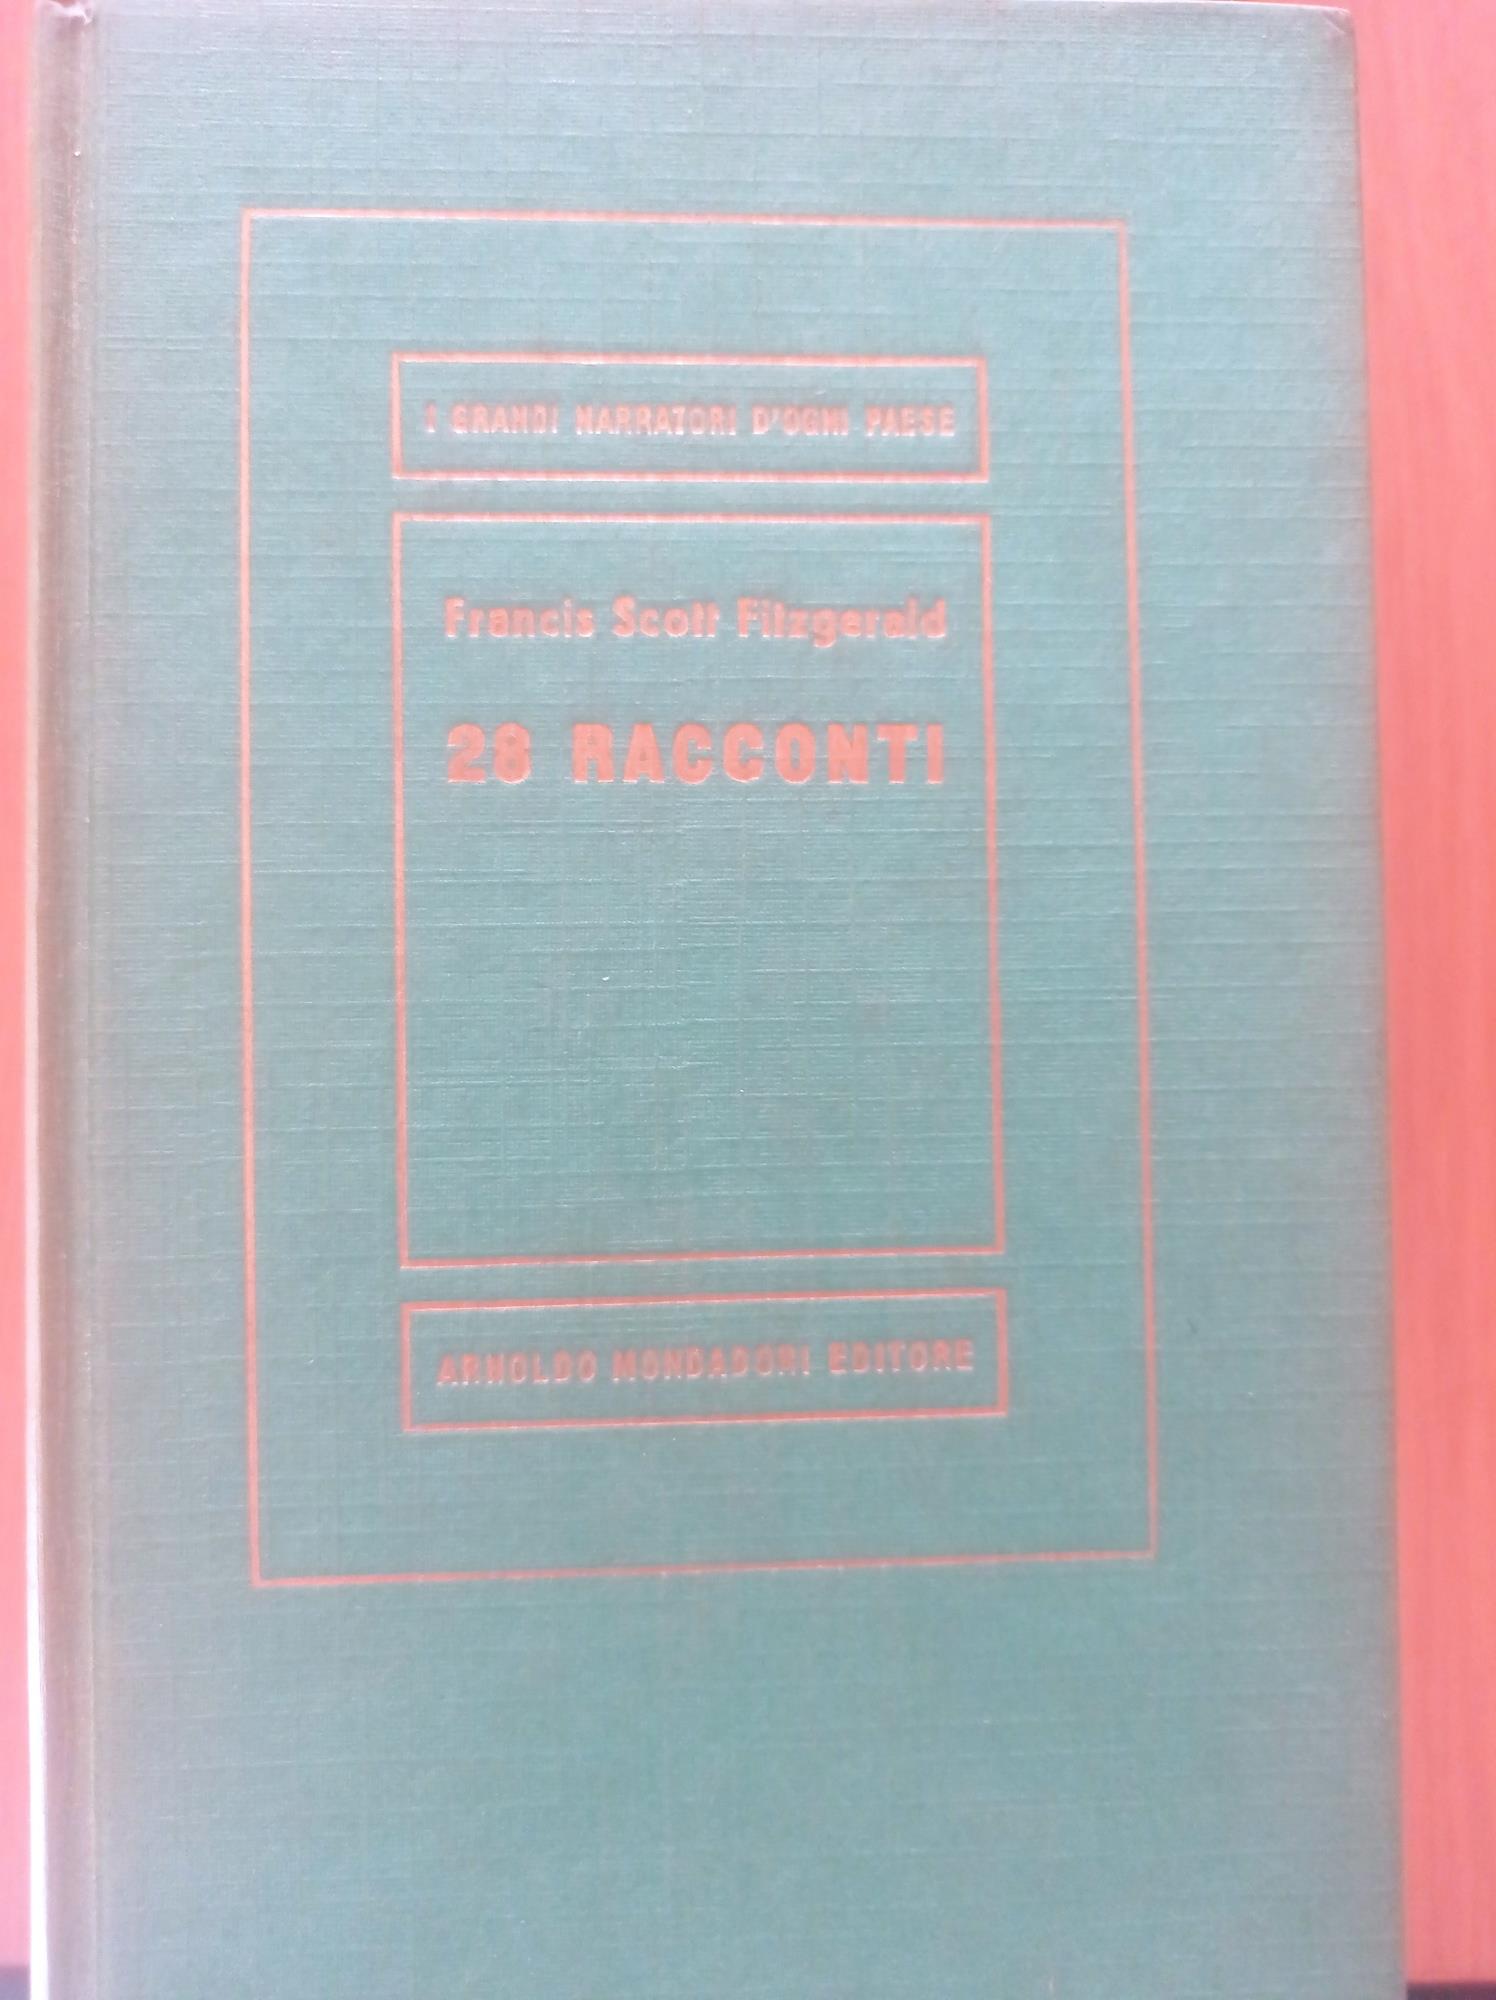 I GRANDI NARRATORI D'OGNI PAESE
Francis Scott Fitzgerald
28 RACCONTI
ARNOLDO MONDADORI EDITORE